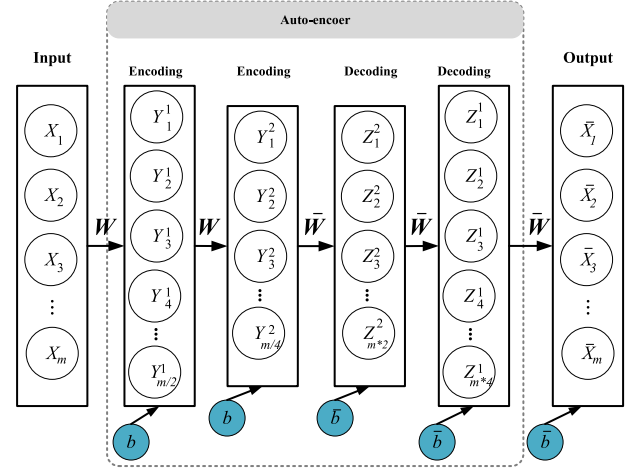 Auto-encoer
Input
Encoding
Encoding
Decoding
Decoding
Output
X₁
X₂
X₃
⋮
Xₘ
W
Y¹₁
Y¹₂
Y¹₃
Y¹₄
⋮
Y¹m/2
b
W
Y²₁
Y²₂
Y²₃
⋮
Y²m/4
b
W̄
Z²₁
Z²₂
Z²₃
⋮
Z²m*2
b̄
W̄
Z¹₁
Z¹₂
Z¹₃
Z¹₄
⋮
Z¹m*4
b̄
W̄
X̄₁
X̄₂
X̄₃
⋮
X̄ₘ
b̄